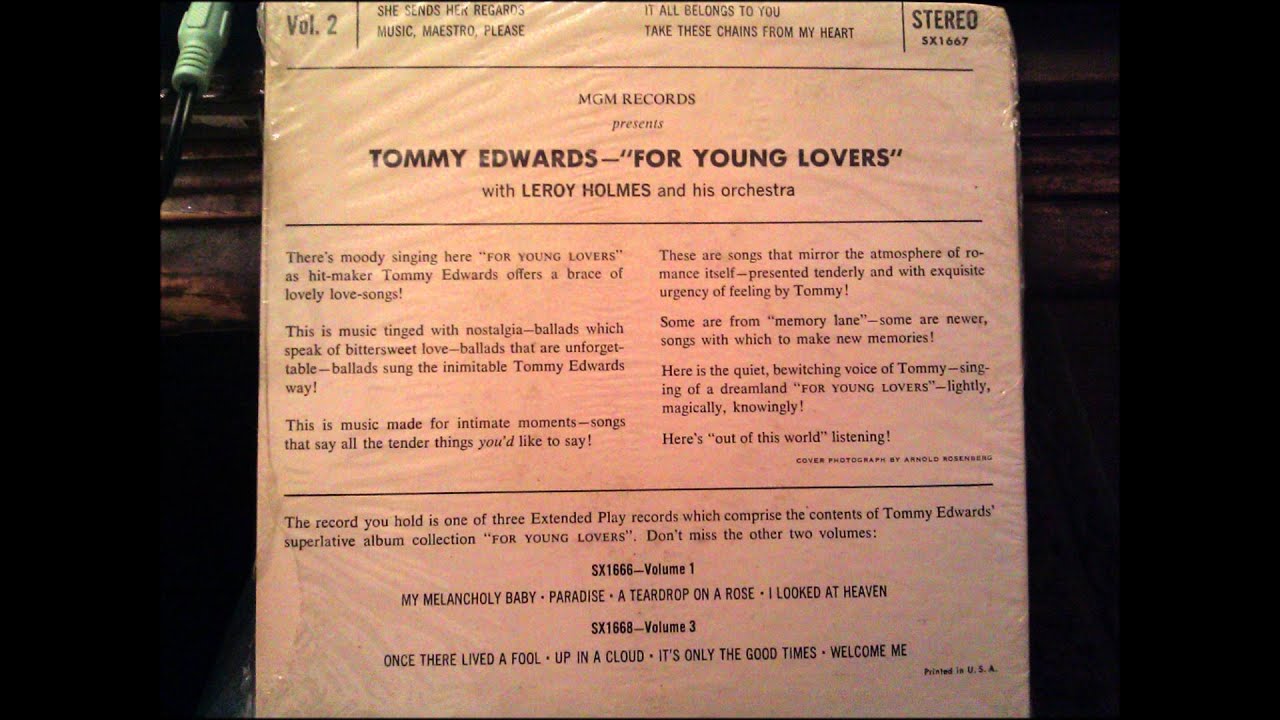 Vol. 2
SHE SENDS HER REGARDS
MUSIC, MAESTRO, PLEASE
IT ALL BELONGS TO YOU
TAKE THESE CHAINS FROM MY HEART
STEREO
SX1667
MGM RECORDS
presents
TOMMY EDWARDS—"FOR YOUNG LOVERS"
with LEROY HOLMES and his orchestra
There's moody singing here "FOR YOUNG LOVERS"
as hit-maker Tommy Edwards offers a brace of
lovely love-songs!
This is music tinged with nostalgia—ballads which
speak of bittersweet love—ballads that are unforget-
table—ballads sung the inimitable Tommy Edwards
way!
This is music made for intimate moments—songs
that say all the tender things you'd like to say!
These are songs that mirror the atmosphere of ro-
mance itself—presented tenderly and with exquisite
urgency of feeling by Tommy!
Some are from "memory lane"—some are newer,
songs with which to make new memories!
Here is the quiet, bewitching voice of Tommy—sing-
ing of a dreamland "FOR YOUNG LOVERS"—lightly,
magically, knowingly!
Here's "out of this world" listening!
COVER PHOTOGRAPH BY ARNOLD ROSENBERG
The record you hold is one of three Extended Play records which comprise the contents of Tommy Edwards'
superlative album collection "FOR YOUNG LOVERS". Don't miss the other two volumes:
SX1666—Volume 1
MY MELANCHOLY BABY • PARADISE • A TEARDROP ON A ROSE • I LOOKED AT HEAVEN
SX1668—Volume 3
ONCE THERE LIVED A FOOL • UP IN A CLOUD • IT'S ONLY THE GOOD TIMES • WELCOME ME
Printed in U. S. A.